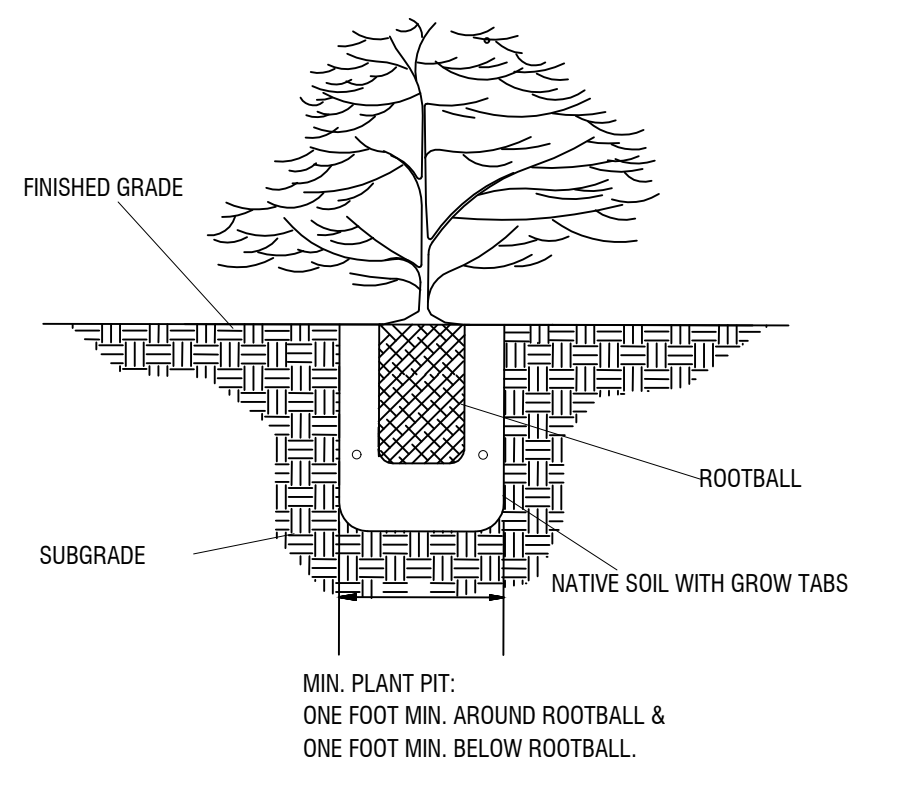 FINISHED GRADE
ROOTBALL
SUBGRADE
NATIVE SOIL WITH GROW TABS
MIN. PLANT PIT:
ONE FOOT MIN. AROUND ROOTBALL &
ONE FOOT MIN. BELOW ROOTBALL.